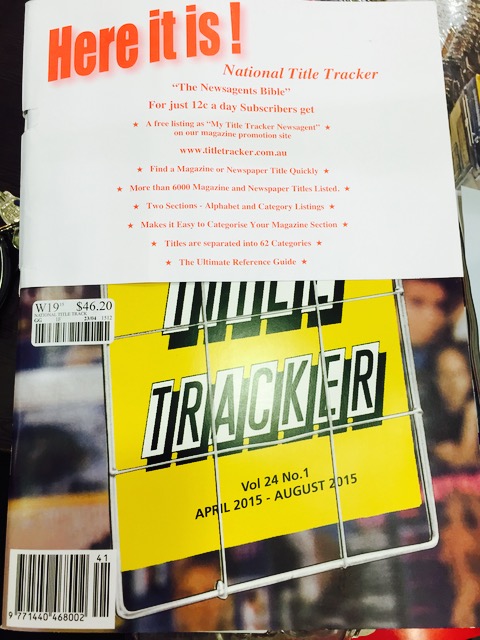 Here it is !
National Title Tracker
"The Newsagents Bible"
For just 12c a day Subscribers get
★ A free listing as "My Title Tracker Newsagent" ★
on our magazine promotion site
www.titletracker.com.au
★ Find a Magazine or Newspaper Title Quickly ★
★ More than 6000 Magazine and Newspaper Titles Listed. ★
★ Two Sections - Alphabet and Category Listings ★
★ Makes it Easy to Categorise Your Magazine Section ★
★ Titles are separated into 62 Categories ★
★ The Ultimate Reference Guide ★
W19 $46.20
NATIONAL TITLE TRACK
23/04 1512
TRACKER
Vol 24 No.1
APRIL 2015 - AUGUST 2015
41
9 771440 468002